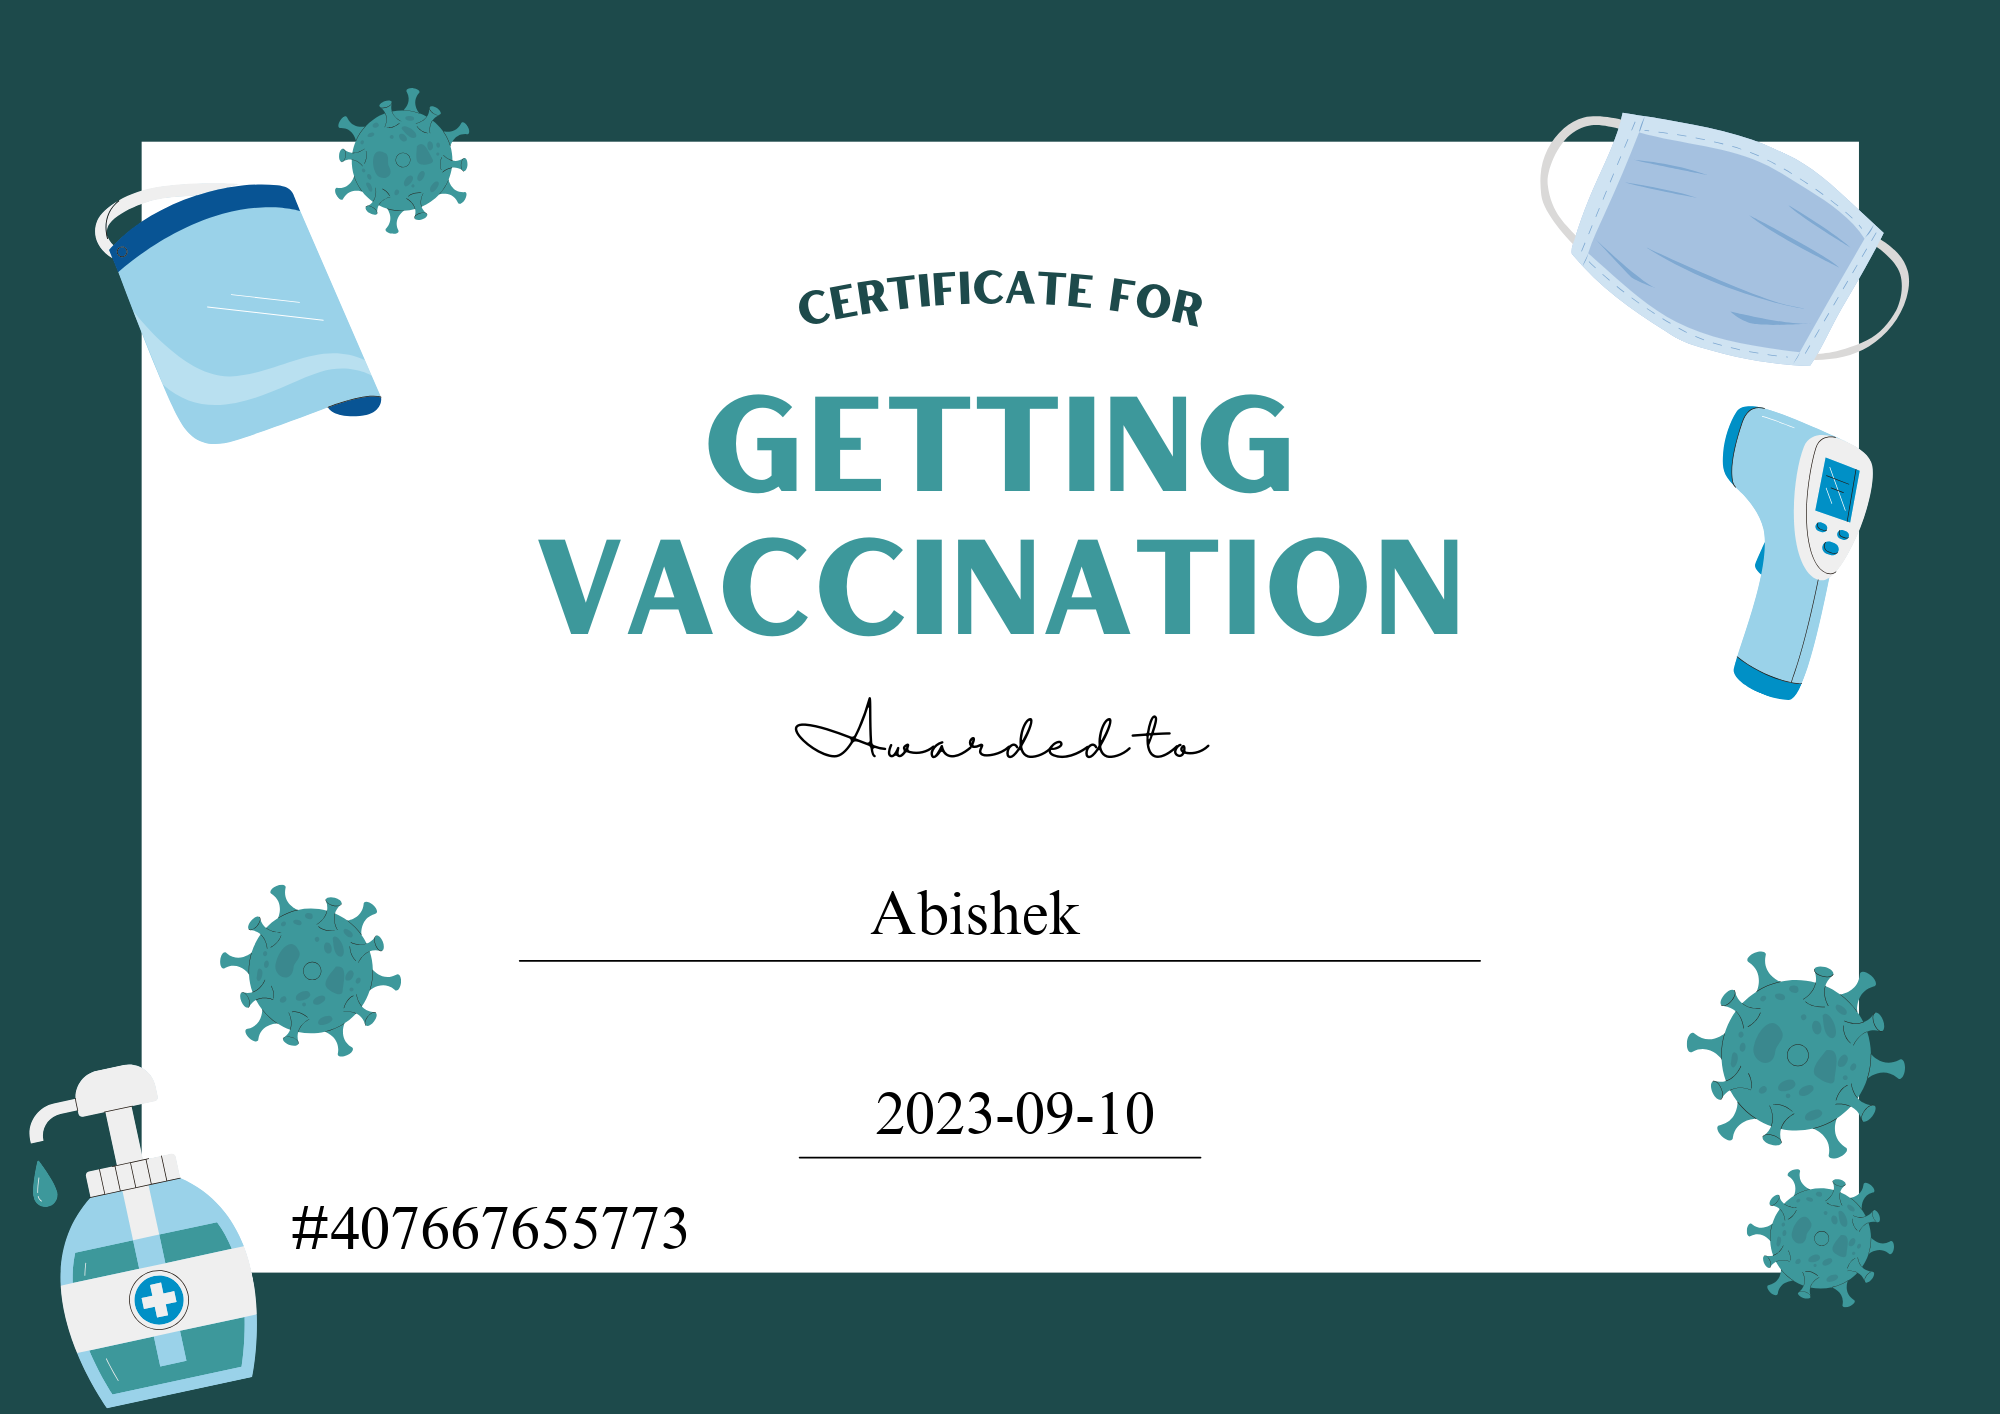 CERTIFICATE FOR
GETTING
VACCINATION
Awarded to
Abishek
2023-09-10
#407667655773